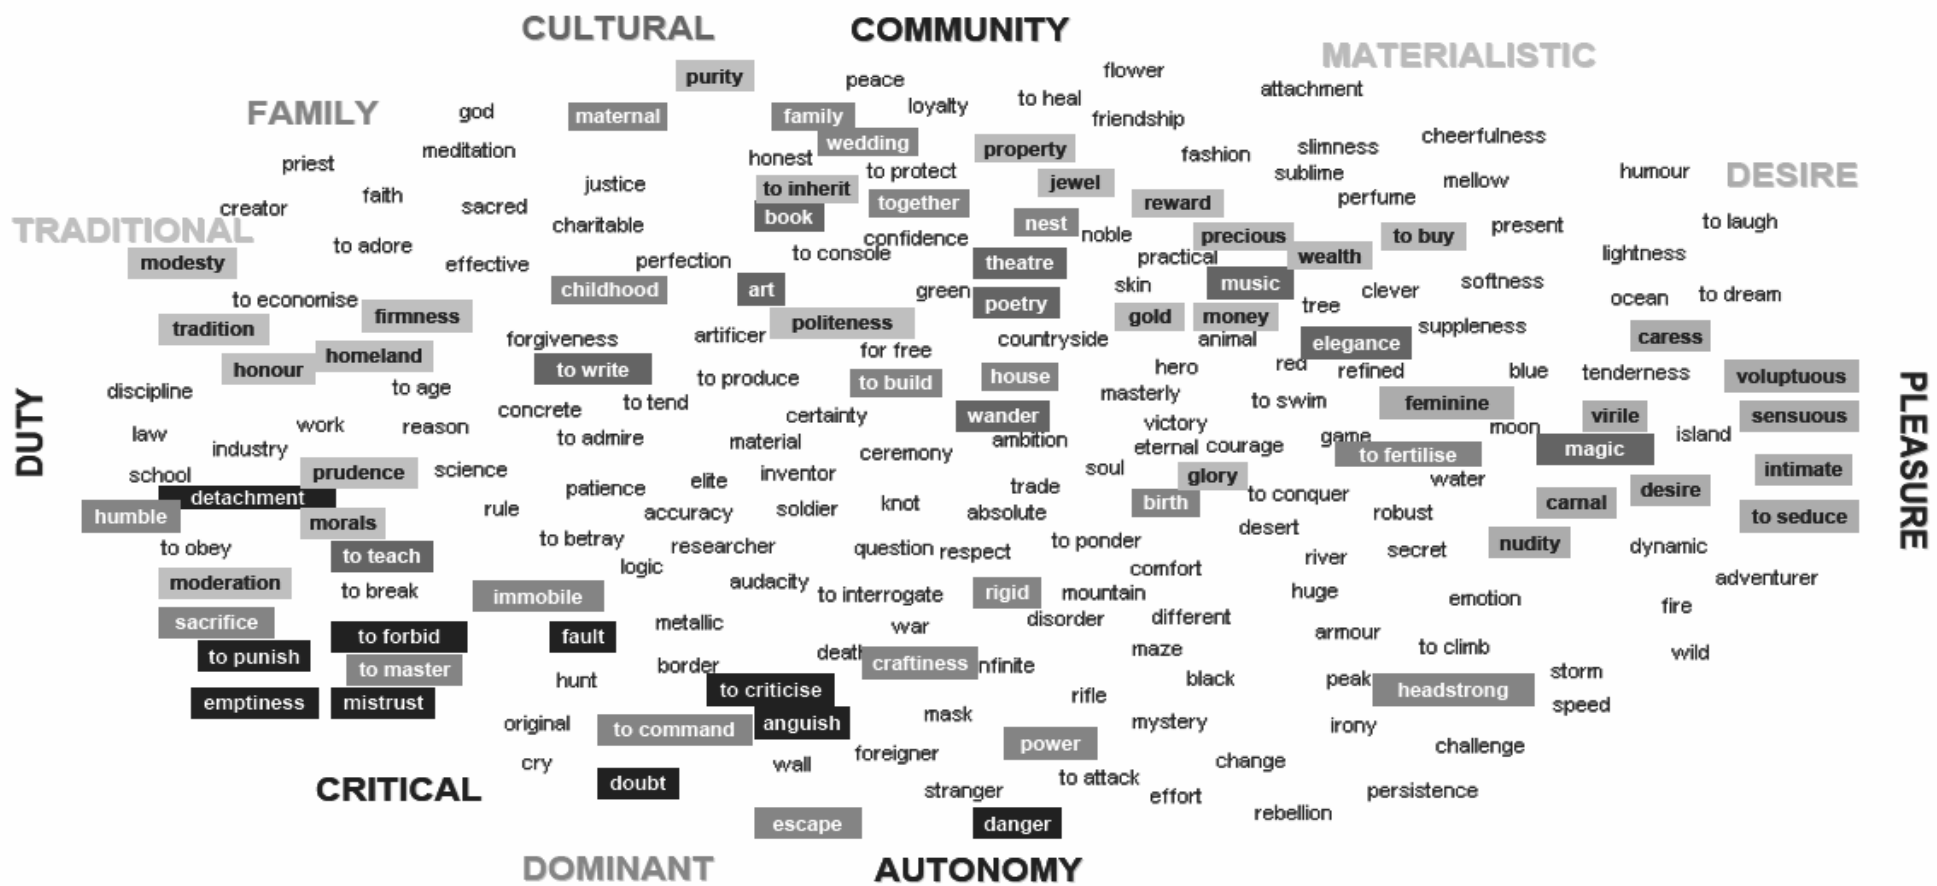 CULTURAL COMMUNITY
MATERIALISTIC
purity peace flower
attachment
FAMILY god maternal family loyalty to heal friendship
wedding cheerfulness
priest meditation honest property fashion slimness
justice to protect sublime humour DESIRE
creator faith sacred to inherit together jewel reward perfume mellow
TRADITIONAL charitable book nest noble present to laugh
to adore confidence precious wealth to buy
modesty effective perfection to console theatre practical lightness
to economise childhood art green poetry skin music tree clever softness ocean to dream
tradition firmness artificer politeness gold money suppleness caress
honour homeland forgiveness for free countryside animal elegance
discipline to age to write to produce to build house hero red refined blue tenderness voluptuous
DUTY PLEASURE
concrete to tend certainty wander masterly to swim feminine virile sensuous
law work reason to admire material ambition victory game moon island
industry ceremony eternal courage to fertilise magic
school prudence science elite inventor soul glory water intimate
detachment patience trade birth to conquer carnal desire
humble morals rule accuracy soldier knot absolute desert robust to seduce
to obey to teach to betray researcher question respect to ponder river secret nudity dynamic
moderation to break logic audacity comfort adventurer
immobile to interrogate rigid mountain huge emotion fire
sacrifice metallic disorder different
to punish to forbid fault war armour to climb wild
to master border death craftiness nfinite maze
emptiness mistrust hunt to criticise rifle black peak headstrong storm speed
original to command anguish mask power mystery irony
cry wall foreigner change challenge
CRITICAL doubt stranger to attack effort persistence
escape danger rebellion
DOMINANT AUTONOMY